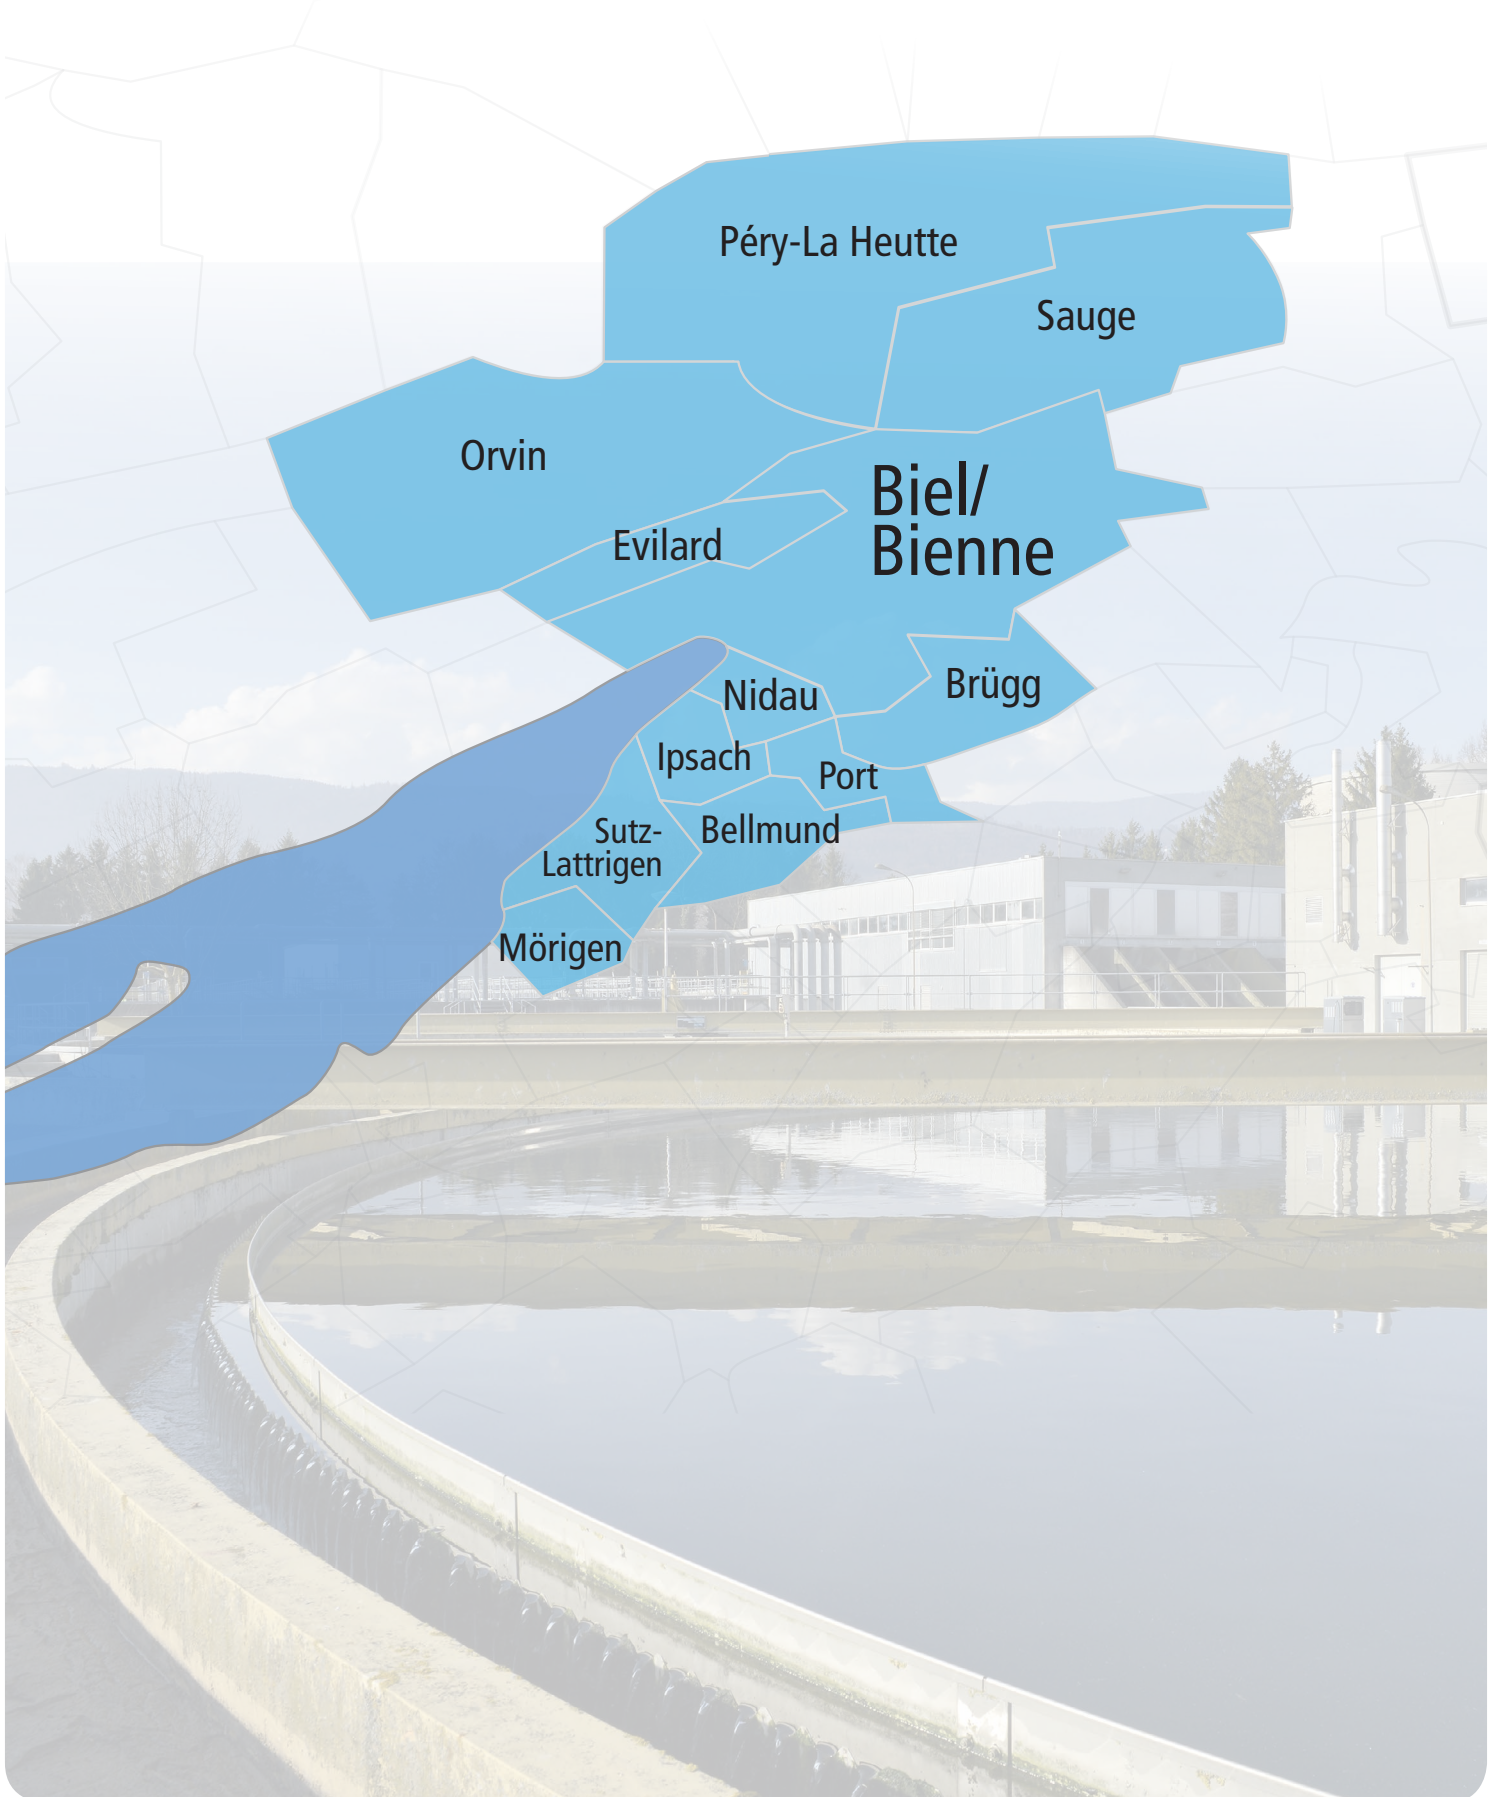 Péry-La Heutte
Sauge
Orvin
Biel/
Bienne
Evilard
Nidau
Brügg
Ipsach
Port
Sutz-
Lattrigen
Bellmund
Mörigen